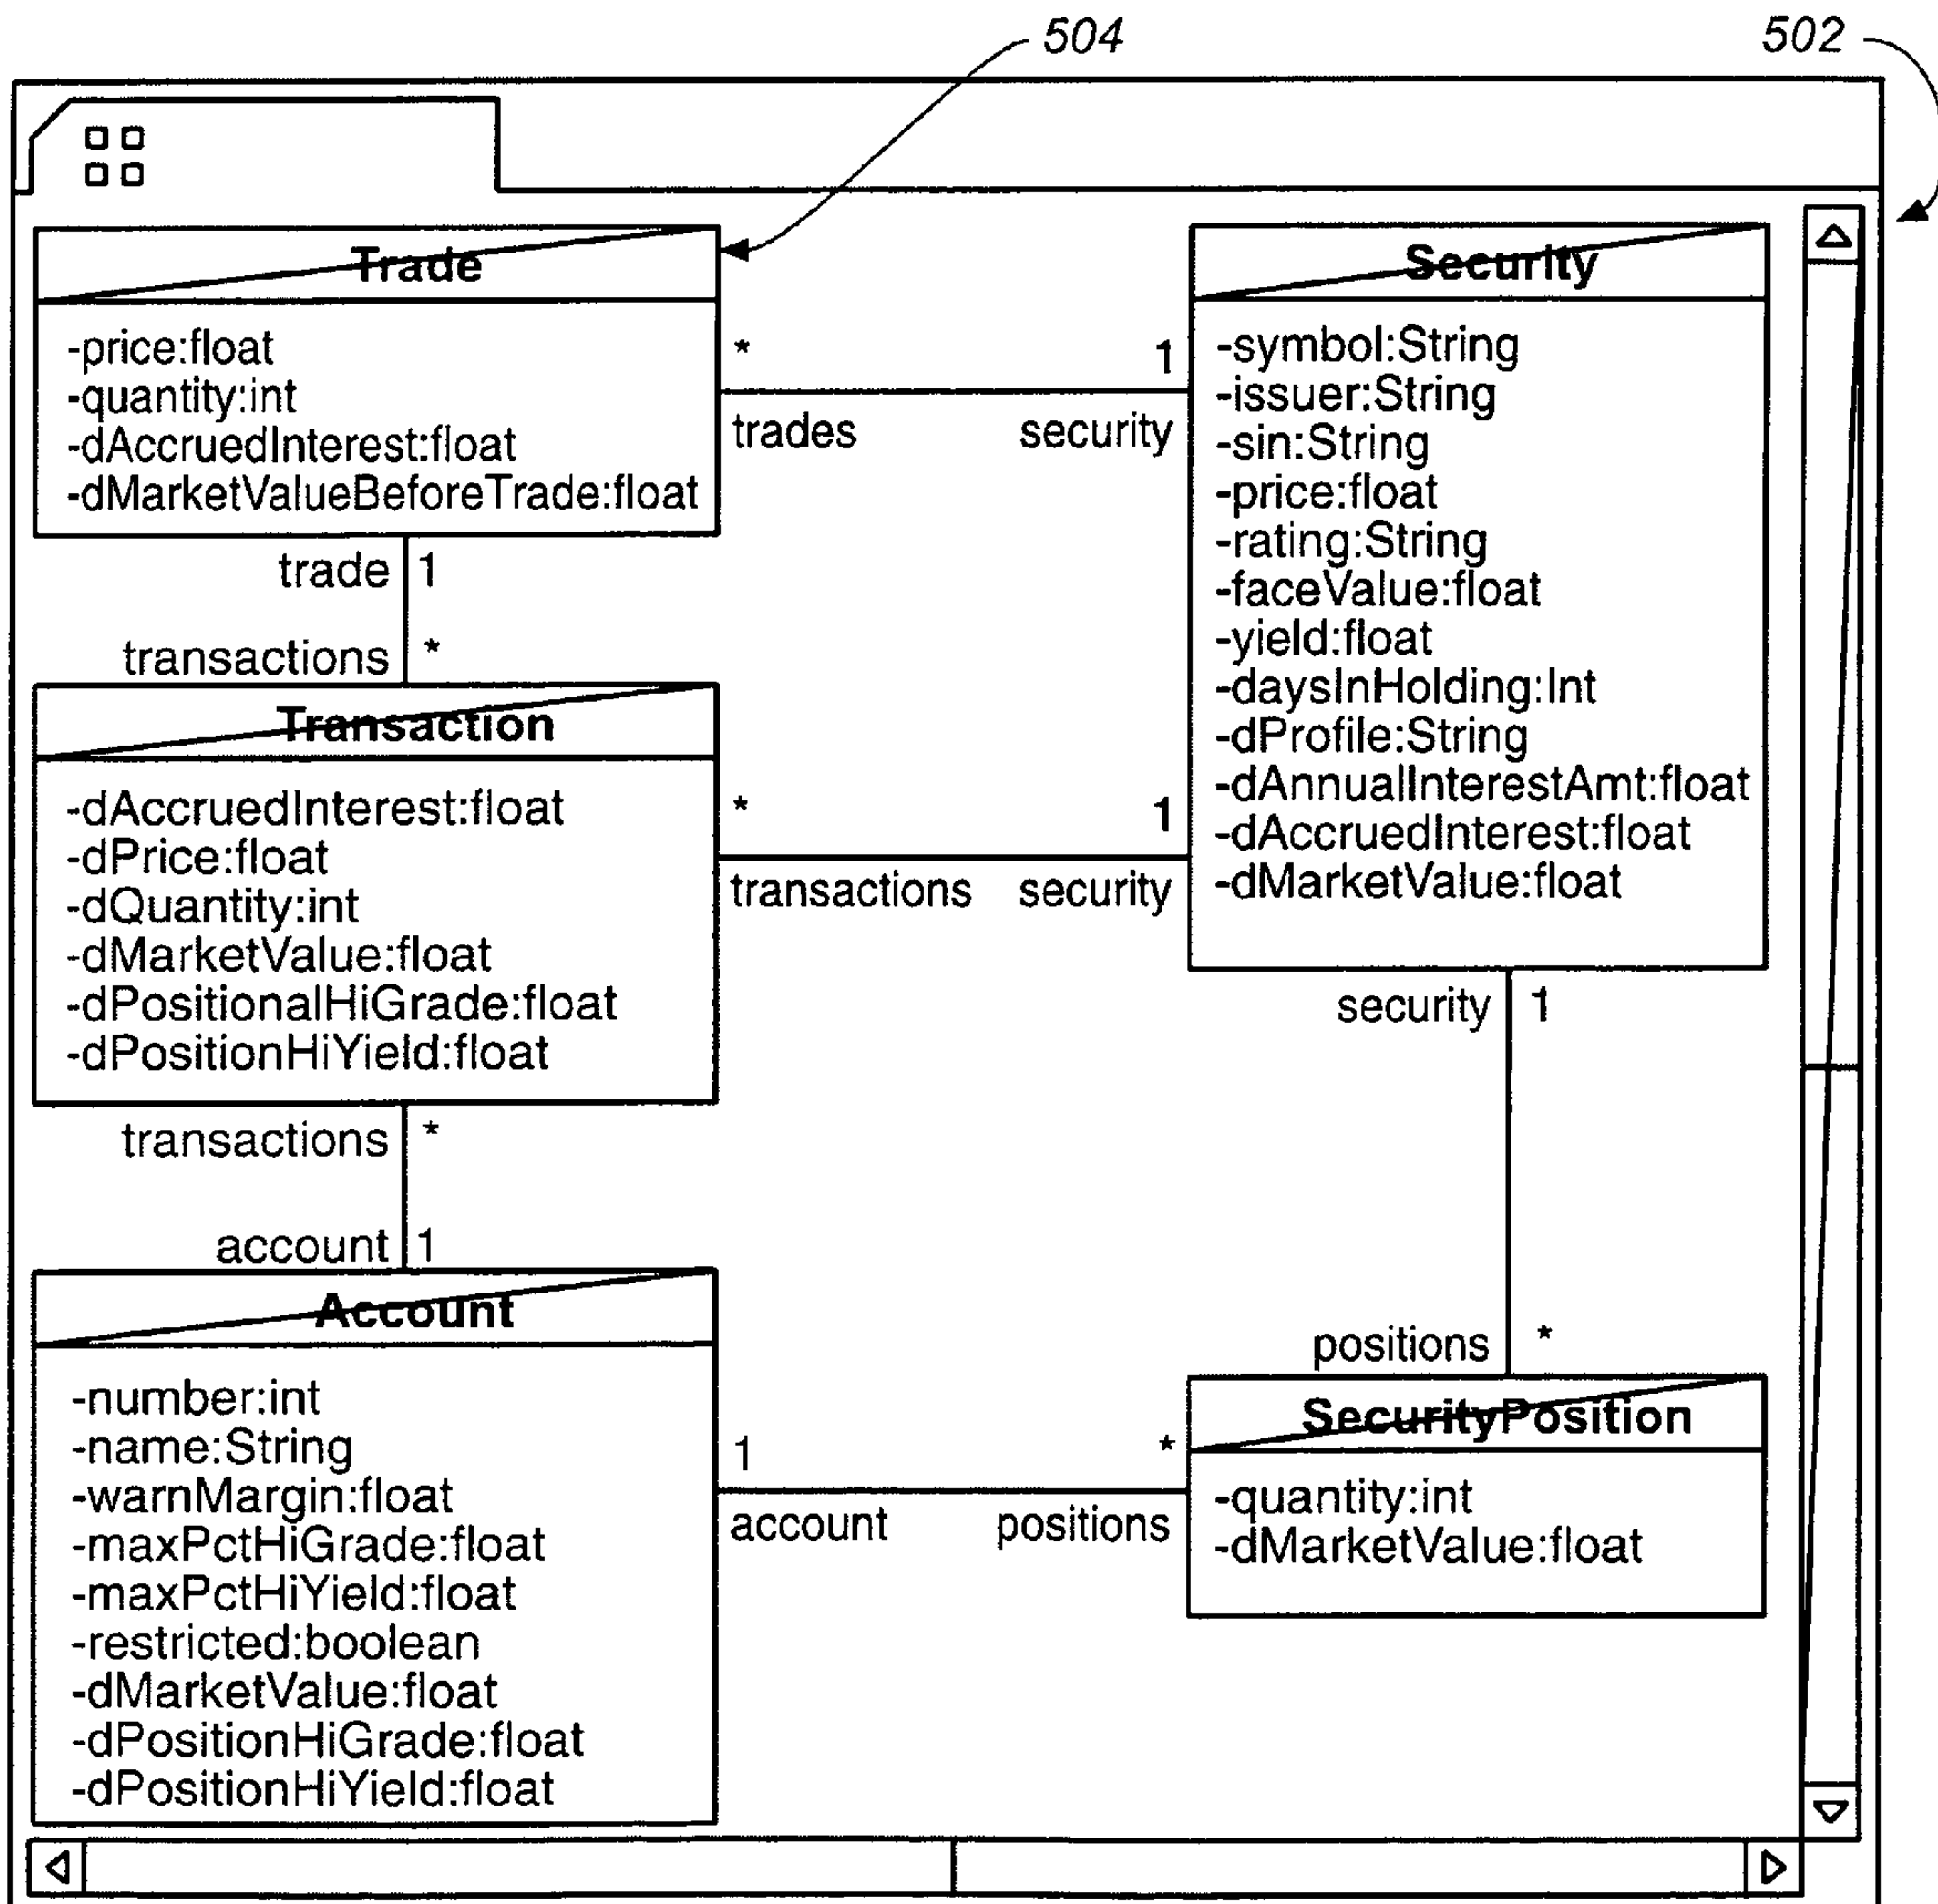 504
502
Trade
-price:float
-quantity:int
-dAccruedInterest:float
-dMarketValueBeforeTrade:float
* 1
trades security
Security
-symbol:String
-issuer:String
-sin:String
-price:float
-rating:String
-faceValue:float
-yield:float
-daysInHolding:Int
-dProfile:String
-dAnnualInterestAmt:float
-dAccruedInterest:float
-dMarketValue:float
trade 1
transactions *
Transaction
-dAccruedInterest:float
-dPrice:float
-dQuantity:int
-dMarketValue:float
-dPositionalHiGrade:float
-dPositionHiYield:float
* 1
transactions security
security 1
positions *
transactions *
account 1
Account
-number:int
-name:String
-warnMargin:float
-maxPctHiGrade:float
-maxPctHiYield:float
-restricted:boolean
-dMarketValue:float
-dPositionHiGrade:float
-dPositionHiYield:float
1 *
account positions
SecurityPosition
-quantity:int
-dMarketValue:float